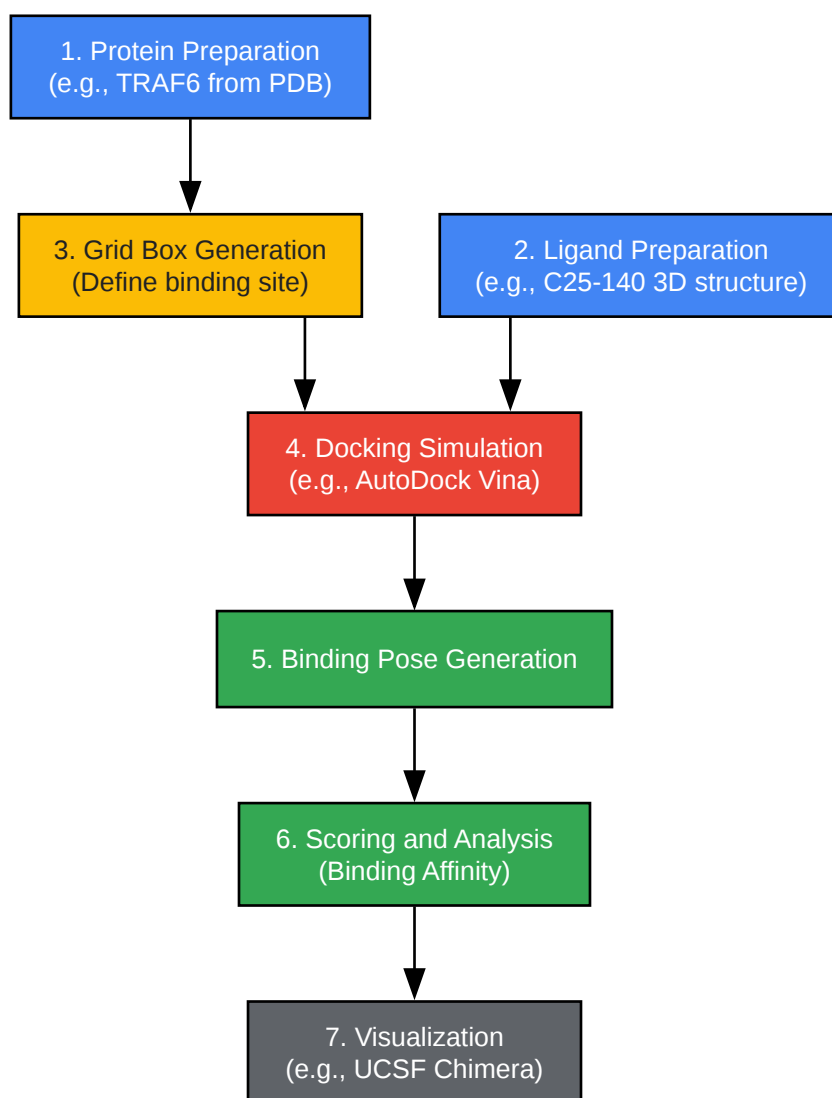 1. Protein Preparation
(e.g., TRAF6 from PDB)
3. Grid Box Generation
(Define binding site)
2. Ligand Preparation
(e.g., C25-140 3D structure)
4. Docking Simulation
(e.g., AutoDock Vina)
5. Binding Pose Generation
6. Scoring and Analysis
(Binding Affinity)
7. Visualization
(e.g., UCSF Chimera)